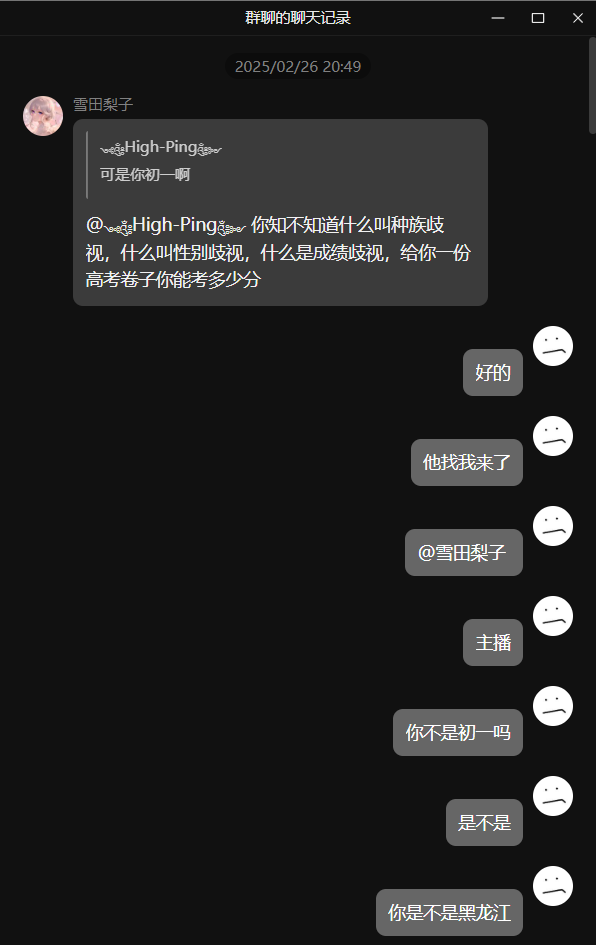 群聊的聊天记录
2025/02/26 20:49
雪田梨子
High-Ping
可是你初一啊
@High-Ping 你知不知道什么叫种族歧
视，什么叫性别歧视，什么是成绩歧视，给你一份
高考卷子你能考多少分
好的
他找我来了
@雪田梨子
主播
你不是初一吗
是不是
你是不是黑龙江